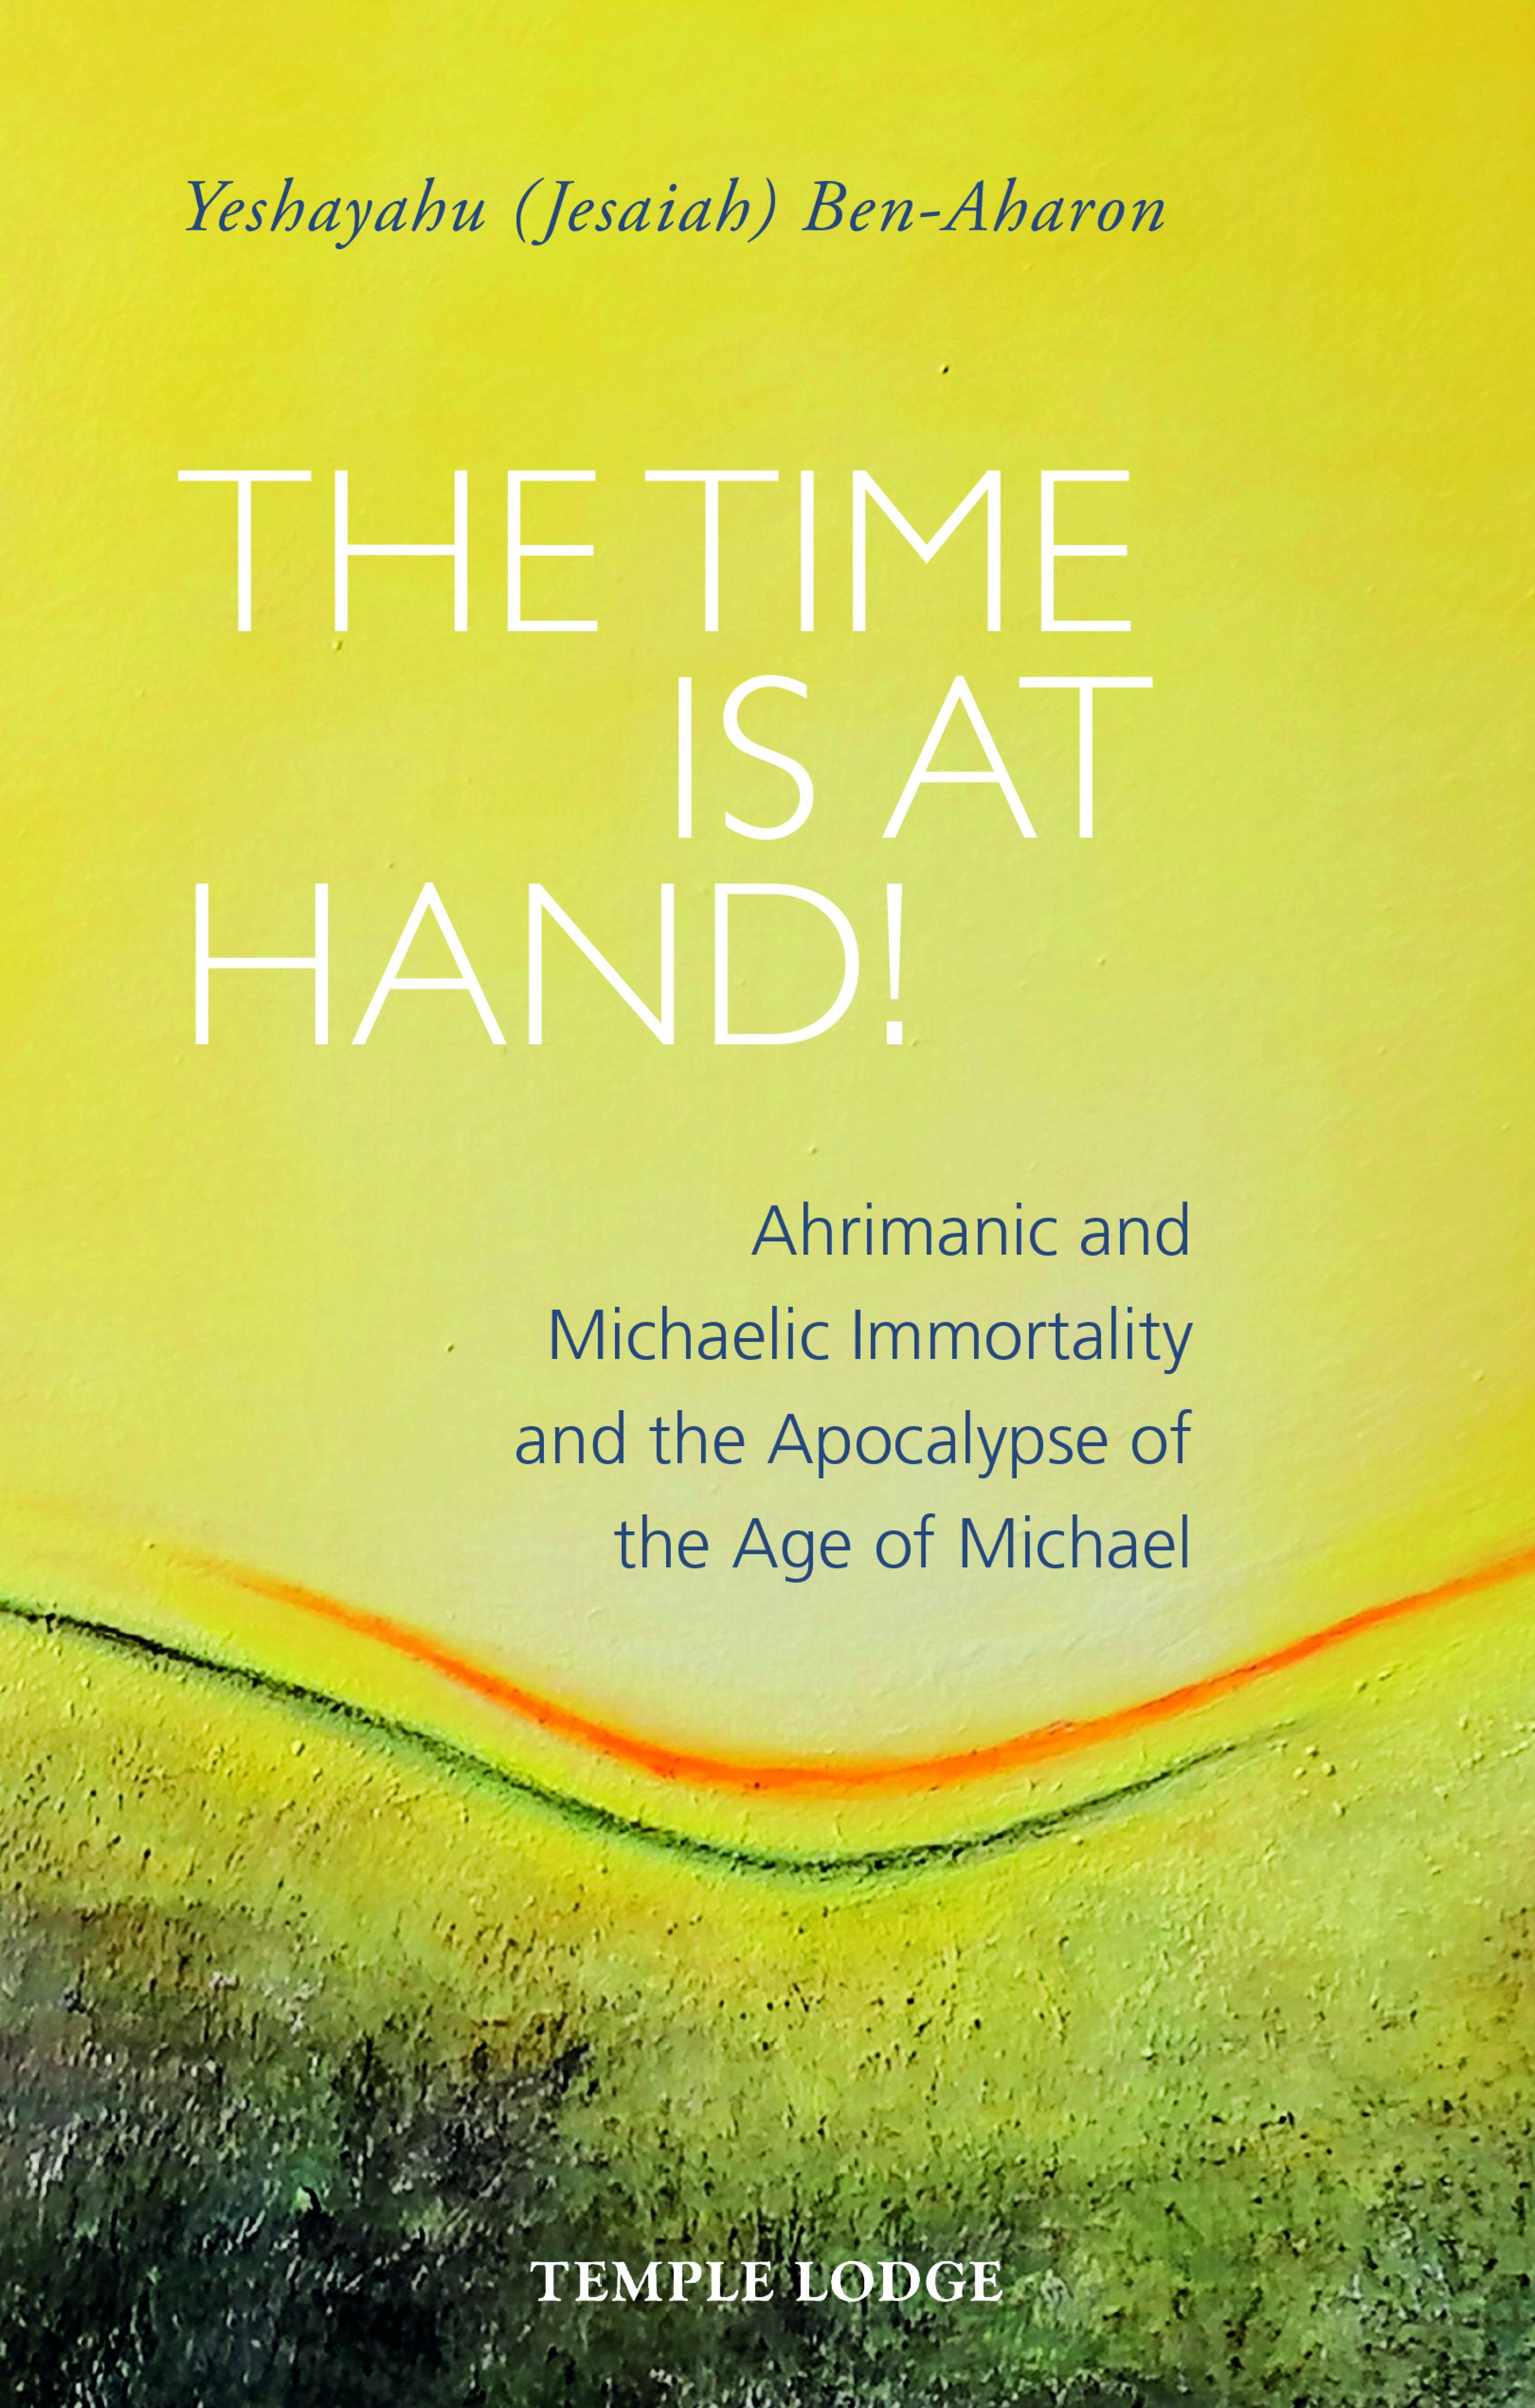 Yeshayahu (Jesaiah) Ben-Aharon
THE TIME
IS AT
HAND!
Ahrimanic and
Michaelic Immortality
and the Apocalypse of
the Age of Michael
TEMPLE LODGE